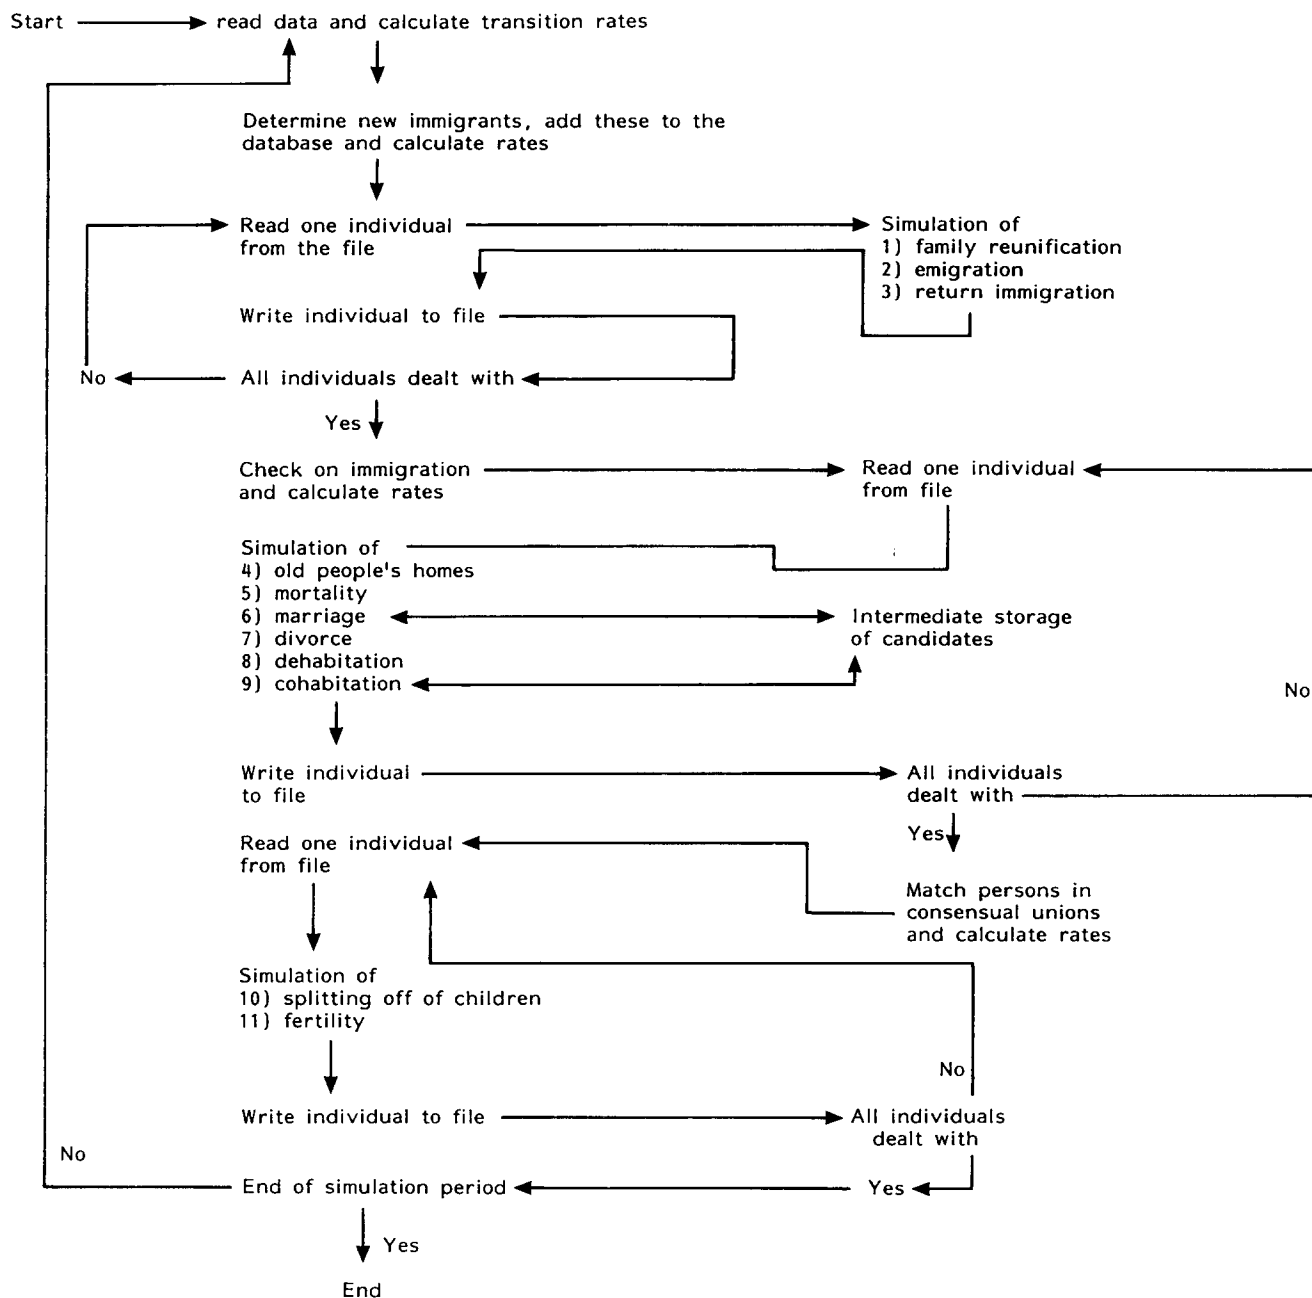 Start
read data and calculate transition rates
Determine new immigrants, add these to the
database and calculate rates
Read one individual
from the file
Simulation of
1) family reunification
2) emigration
3) return immigration
Write individual to file
No
All individuals dealt with
Yes
Check on immigration
and calculate rates
Read one individual
from file
Simulation of
4) old people's homes
5) mortality
6) marriage
7) divorce
8) dehabitation
9) cohabitation
Intermediate storage
of candidates
No
Write individual
to file
All individuals
dealt with
Yes
Read one individual
from file
Match persons in
consensual unions
and calculate rates
Simulation of
10) splitting off of children
11) fertility
No
Write individual to file
All individuals
dealt with
No
End of simulation period
Yes
Yes
End